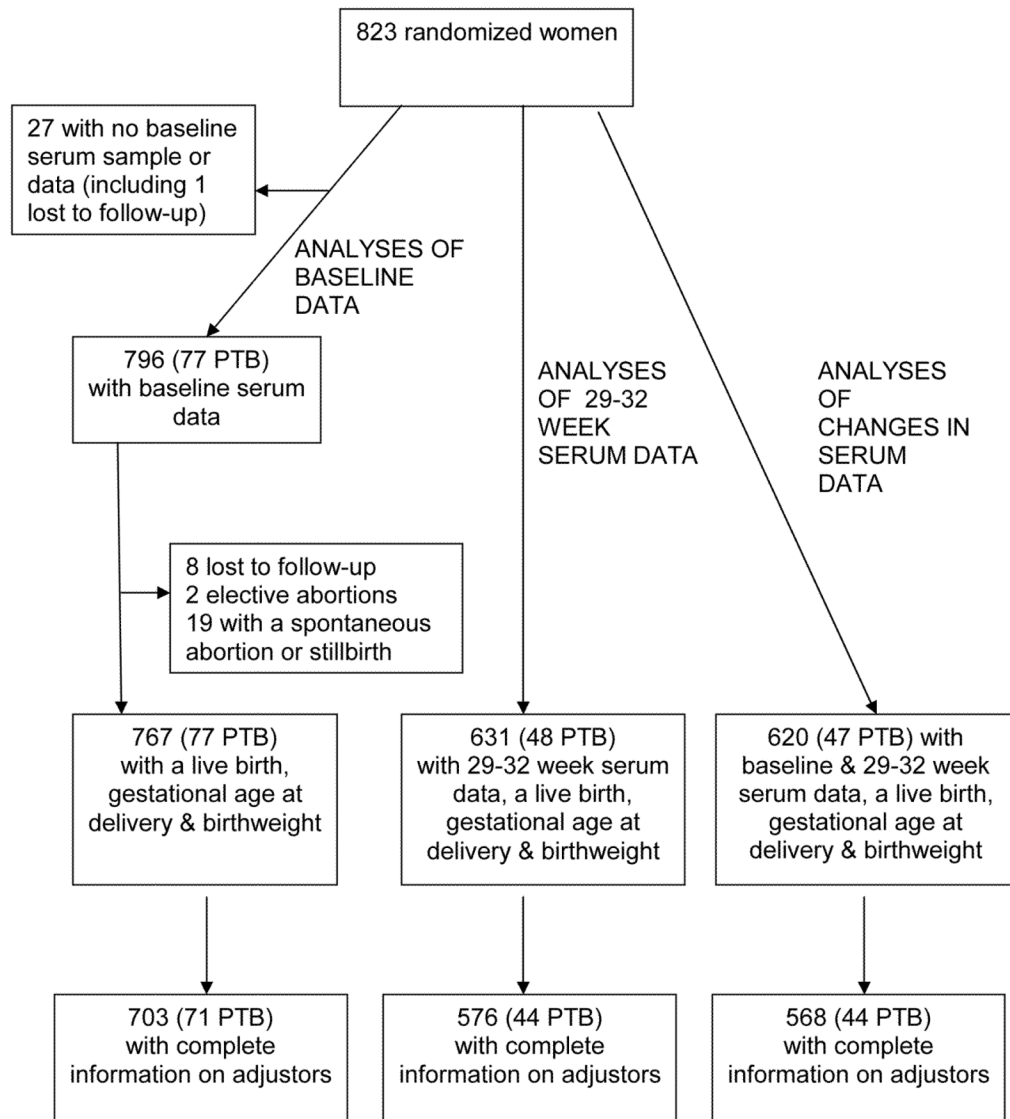 823 randomized women
27 with no baseline
serum sample or
data (including 1
lost to follow-up)
ANALYSES OF
BASELINE
DATA
796 (77 PTB)
with baseline serum
data
ANALYSES
OF 29-32
WEEK
SERUM DATA
ANALYSES
OF
CHANGES IN
SERUM
DATA
8 lost to follow-up
2 elective abortions
19 with a spontaneous
abortion or stillbirth
767 (77 PTB)
with a live birth,
gestational age at
delivery & birthweight
631 (48 PTB)
with 29-32 week serum
data, a live birth,
gestational age at
delivery & birthweight
620 (47 PTB) with
baseline & 29-32 week
serum data, a live birth,
gestational age at
delivery & birthweight
703 (71 PTB)
with complete
information on adjustors
576 (44 PTB)
with complete
information on adjustors
568 (44 PTB)
with complete
information on adjustors